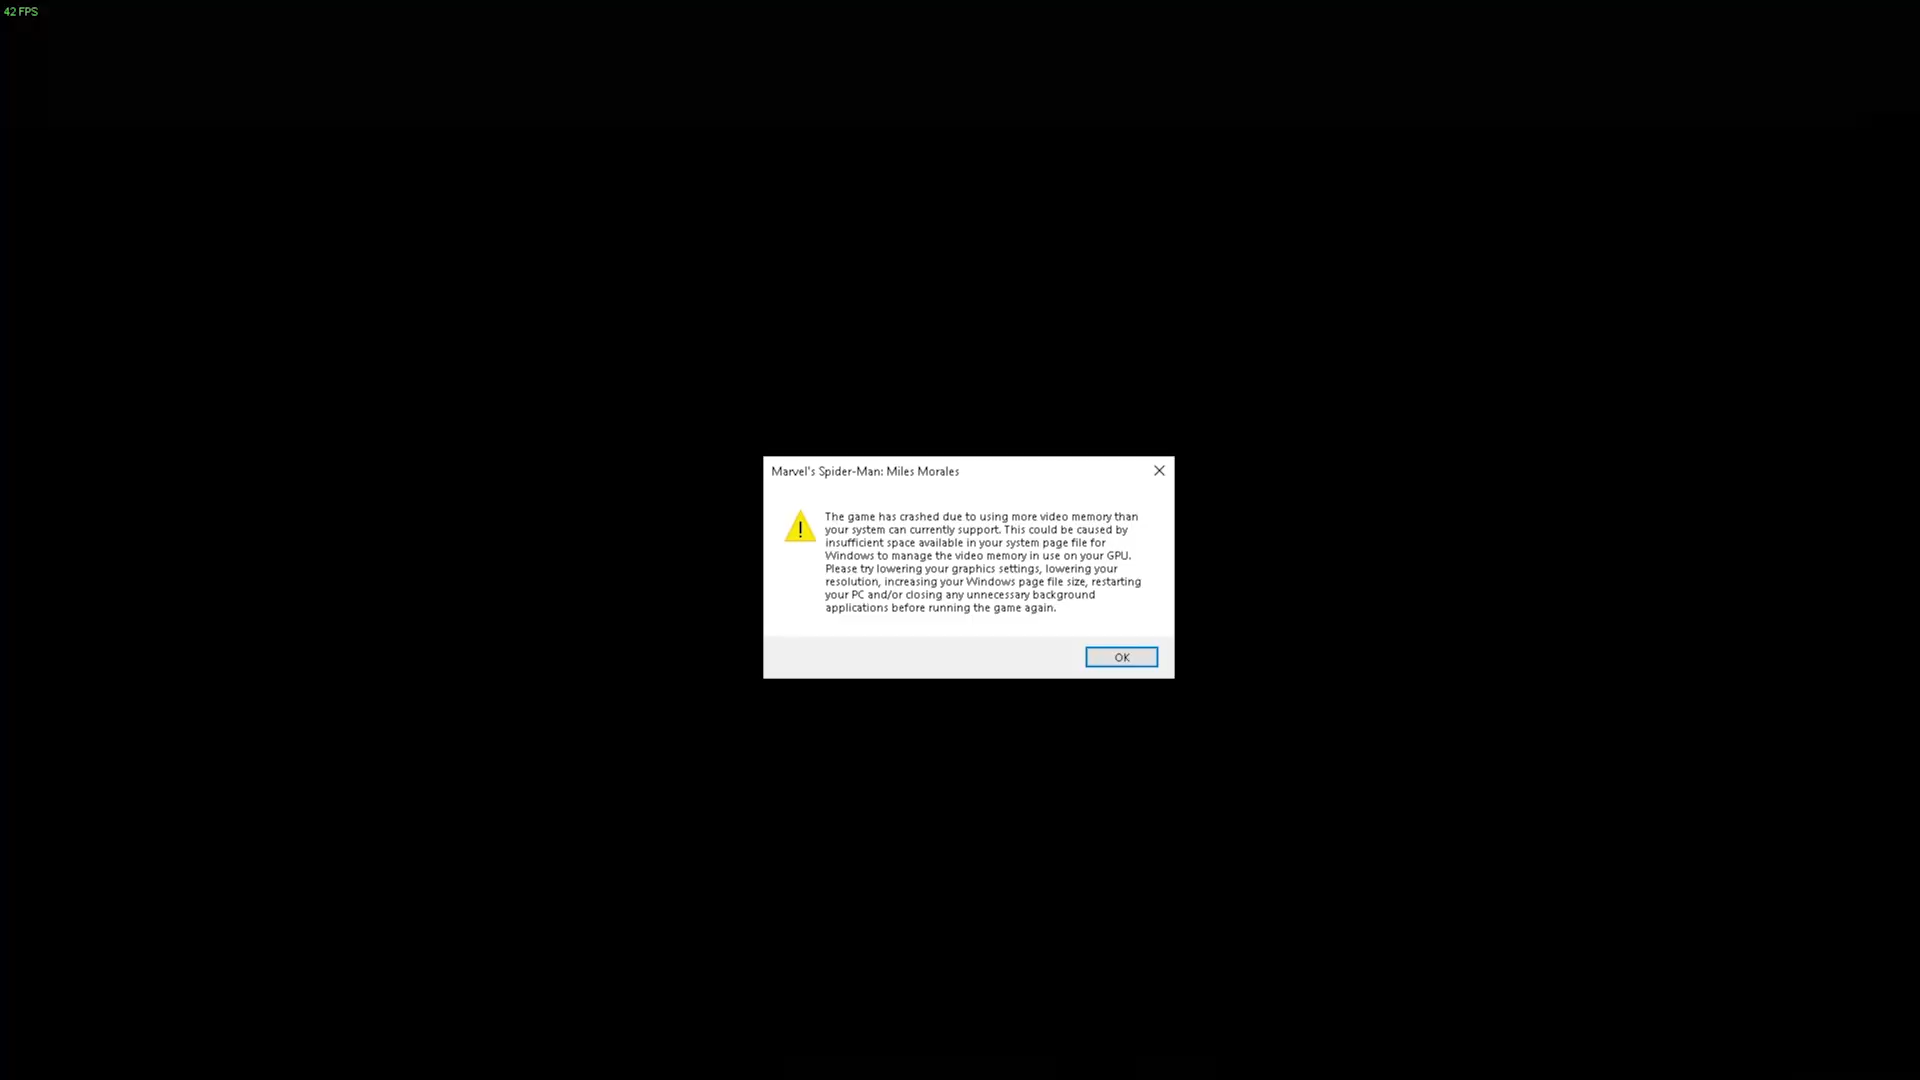 42 FPS
Marvel's Spider-Man: Miles Morales
The game has crashed due to using more video memory than
your system can currently support. This could be caused by
insufficient space available in your system page file for
Windows to manage the video memory in use on your GPU.
Please try lowering your graphics settings, lowering your
resolution, increasing your Windows page file size, restarting
your PC and/or closing any unnecessary background
applications before running the game again.
OK